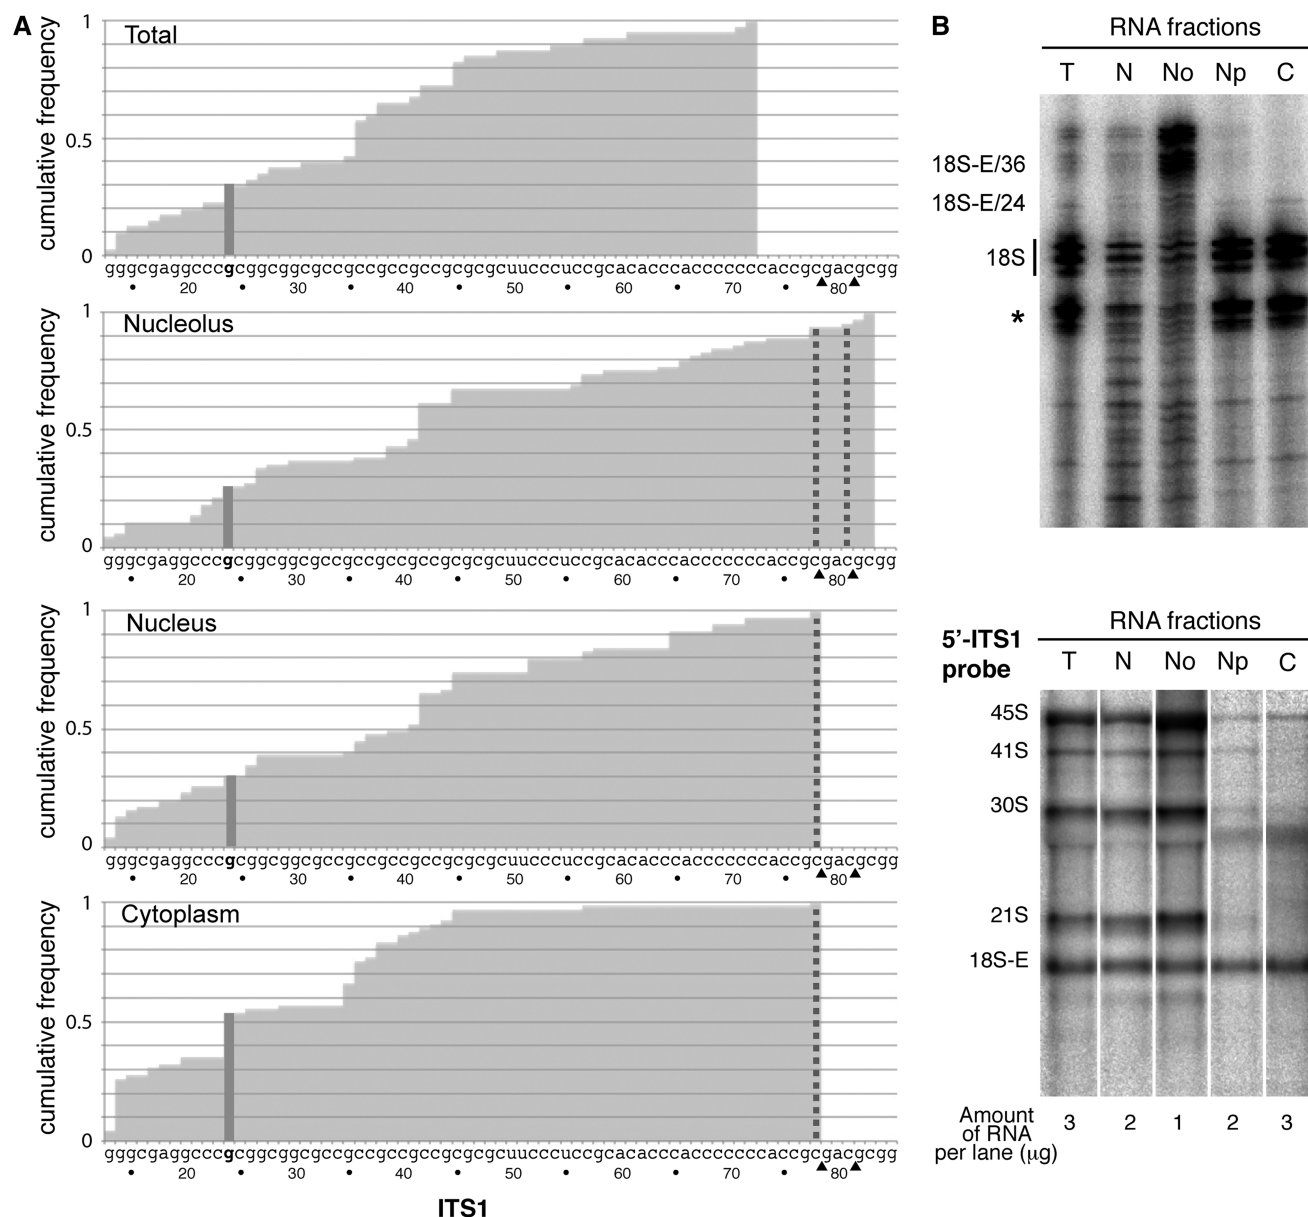 A
cumulative frequency
1
0.5
0
Total
gggcgaggcccgcggcggcgccgccgccgccgcgcgcuucccuccgcacacccacccccccaccgcgacgcgg
• 20 • 30 • 40 • 50 • 60 • 70 • ▲80 ▲
cumulative frequency
1
0.5
0
Nucleolus
gggcgaggcccgcggcggcgccgccgccgccgcgcgcuucccuccgcacacccacccccccaccgcgacgcgg
• 20 • 30 • 40 • 50 • 60 • 70 • ▲80 ▲
cumulative frequency
1
0.5
0
Nucleus
gggcgaggcccgcggcggcgccgccgccgccgcgcgcuucccuccgcacacccacccccccaccgcgacgcgg
• 20 • 30 • 40 • 50 • 60 • 70 • ▲80 ▲
cumulative frequency
1
0.5
0
Cytoplasm
gggcgaggcccgcggcggcgccgccgccgccgcgcgcuucccuccgcacacccacccccccaccgcgacgcgg
• 20 • 30 • 40 • 50 • 60 • 70 • ▲80 ▲
ITS1
B
RNA fractions
T N No Np C
18S-E/36
18S-E/24
18S
*
RNA fractions
5'-ITS1
probe
T N No Np C
45S
41S
30S
21S
18S-E
Amount
of RNA
per lane (µg)
3 2 1 2 3